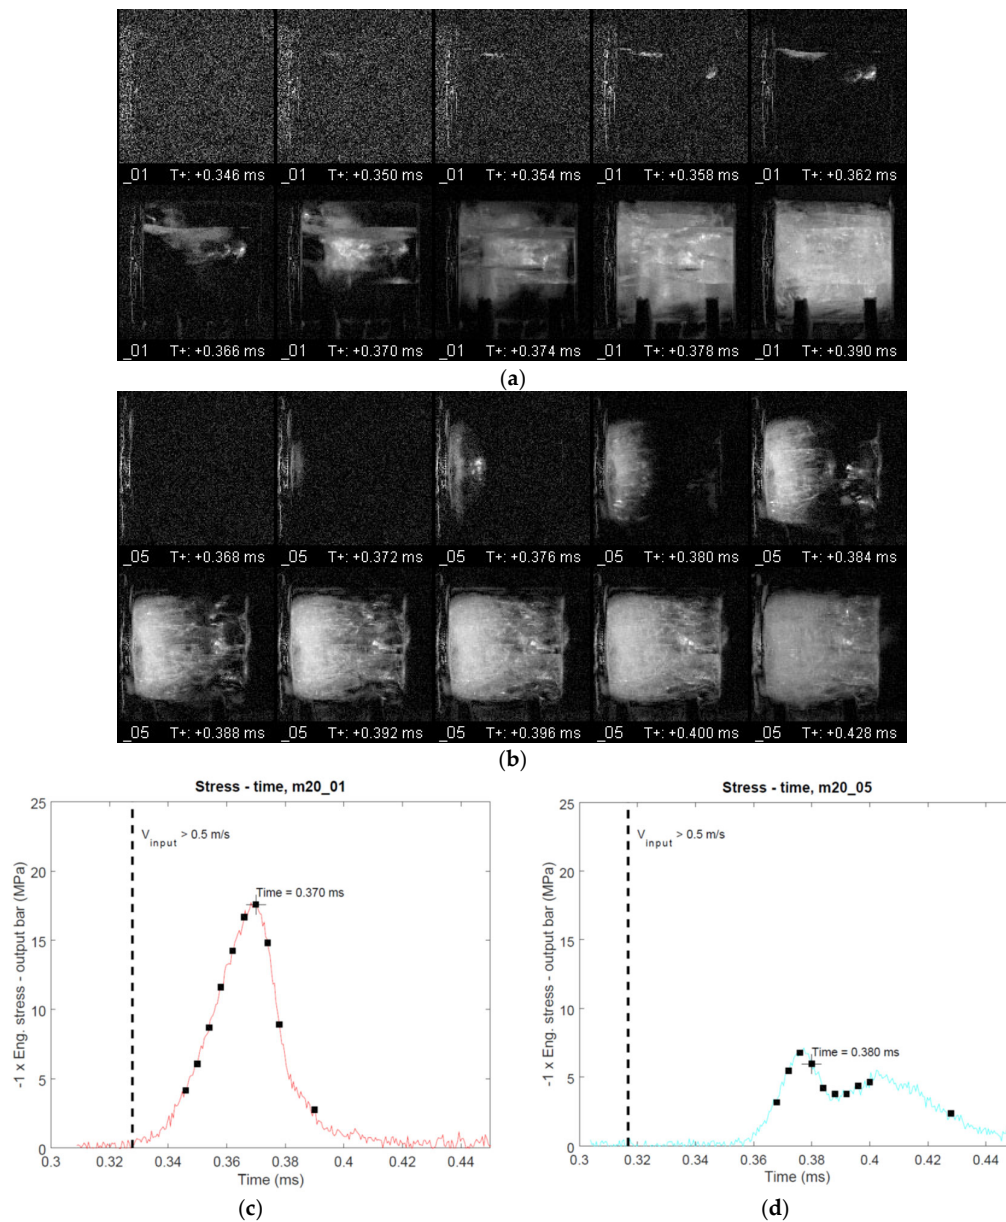 _01 T+: +0.346 ms _01 T+: +0.350 ms _01 T+: +0.354 ms _01 T+: +0.358 ms _01 T+: +0.362 ms
_01 T+: +0.366 ms _01 T+: +0.370 ms _01 T+: +0.374 ms _01 T+: +0.378 ms _01 T+: +0.390 ms
(a)
_05 T+: +0.368 ms _05 T+: +0.372 ms _05 T+: +0.376 ms _05 T+: +0.380 ms _05 T+: +0.384 ms
_05 T+: +0.388 ms _05 T+: +0.392 ms _05 T+: +0.396 ms _05 T+: +0.400 ms _05 T+: +0.428 ms
(b)
Stress - time, m20_01
25
20
15
10
5
0
-1 x Eng. stress - output bar (MPa)
V_input > 0.5 m/s
Time = 0.370 ms
0.3 0.32 0.34 0.36 0.38 0.4 0.42 0.44
Time (ms)
(c)
Stress - time, m20_05
25
20
15
10
5
0
-1 x Eng. stress - output bar (MPa)
V_input > 0.5 m/s
Time = 0.380 ms
0.3 0.32 0.34 0.36 0.38 0.4 0.42 0.44
Time (ms)
(d)